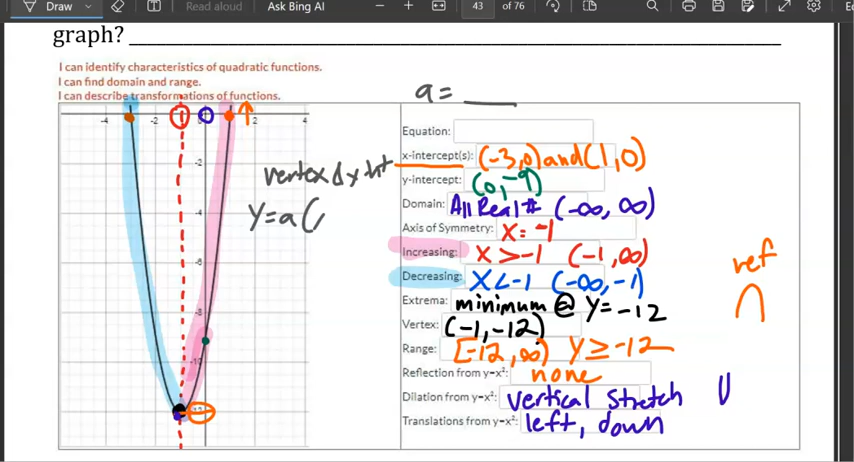 Draw
Read aloud
Ask Bing AI
43 of 76
graph?
I can identify characteristics of quadratic functions.
I can find domain and range.
I can describe transformations of functions.
a = ___
-4 -2 0 2
-2
-4
-6
-8
vertex Δ x int
y = a (
Equation:
x-intercept(s): (-3,0) and (1,0)
y-intercept: (0,-9)
Domain: All Real # (-∞, ∞)
Axis of Symmetry: x = -1
Increasing: x > -1 (-1, ∞)
Decreasing: x < -1 (-∞, -1)
Extrema: minimum @ y = -12
Vertex: (-1, -12)
Range: [-12, ∞) y ≥ -12
Reflection from y=x²: none
Dilation from y=x²: vertical stretch
Translations from y=x²: left, down
ref